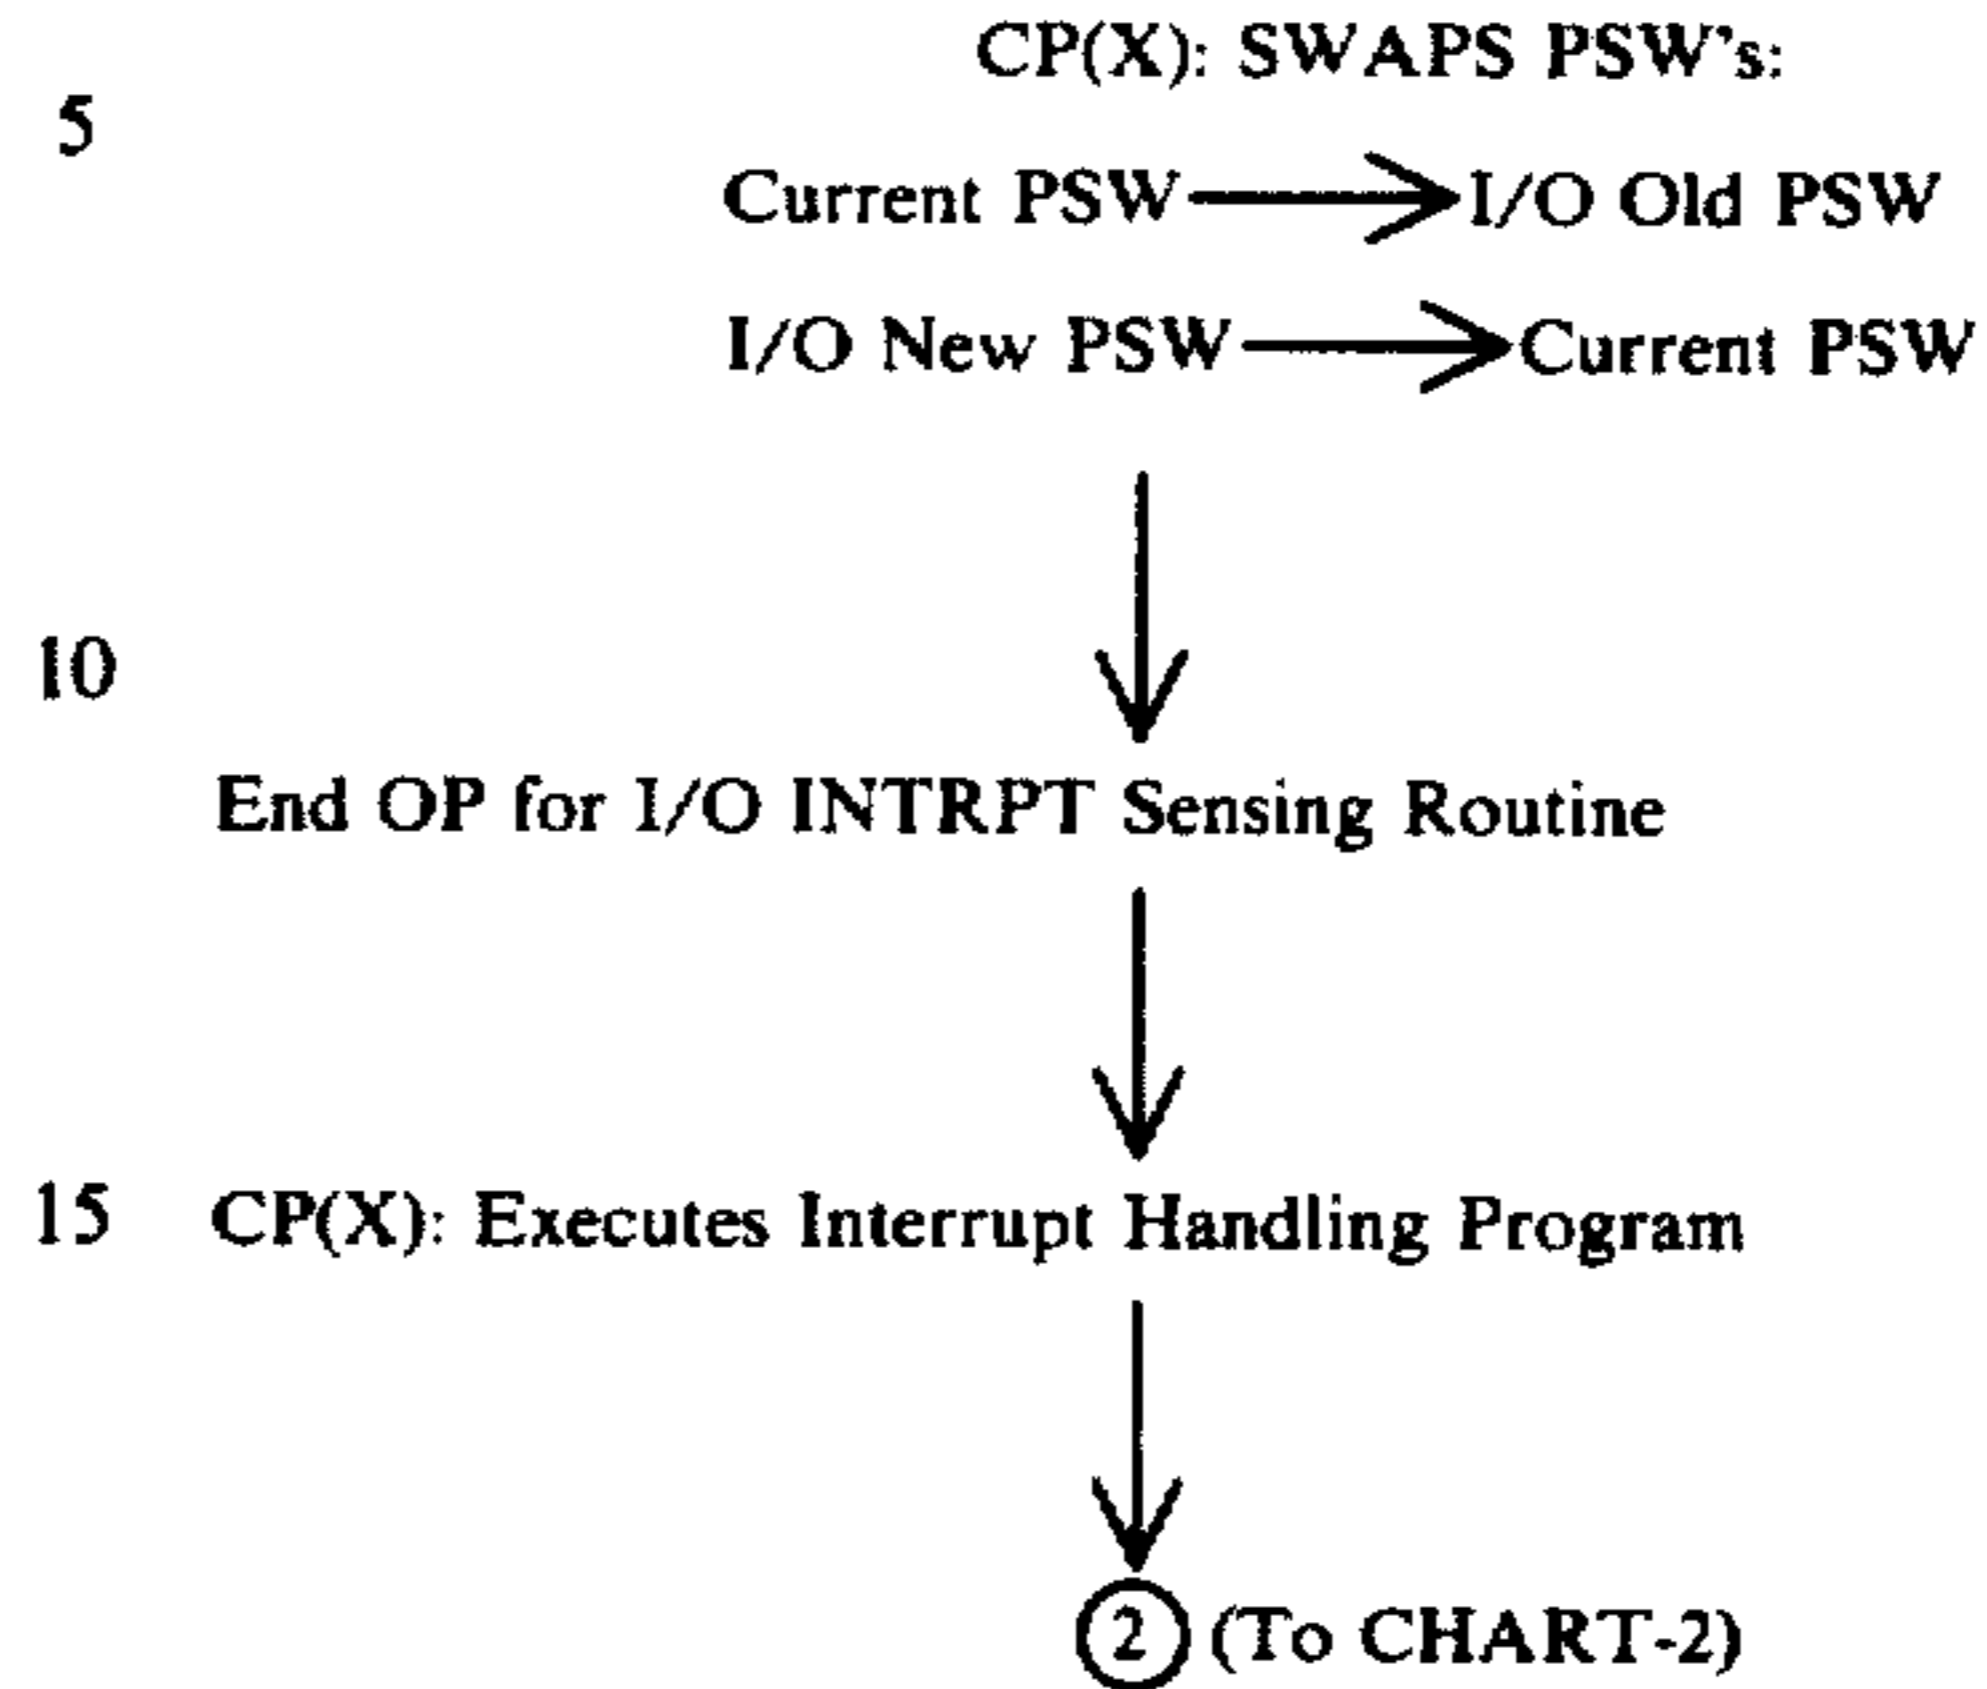 CP(X): SWAPS PSW's:
5
Current PSW I/O Old PSW
I/O New PSW Current PSW
10
End OP for I/O INTRPT Sensing Routine
15 CP(X): Executes Interrupt Handling Program
2 (To CHART-2)